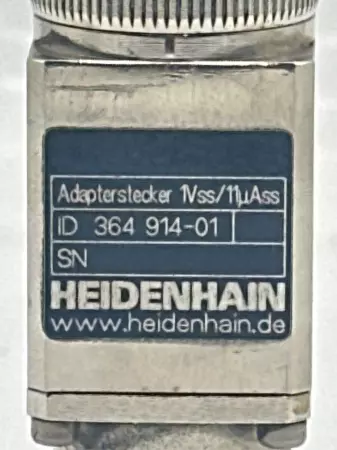 Adapterstecker 1Vss/11µAss
ID 364 914-01
SN
HEIDENHAIN
www.heidenhain.de